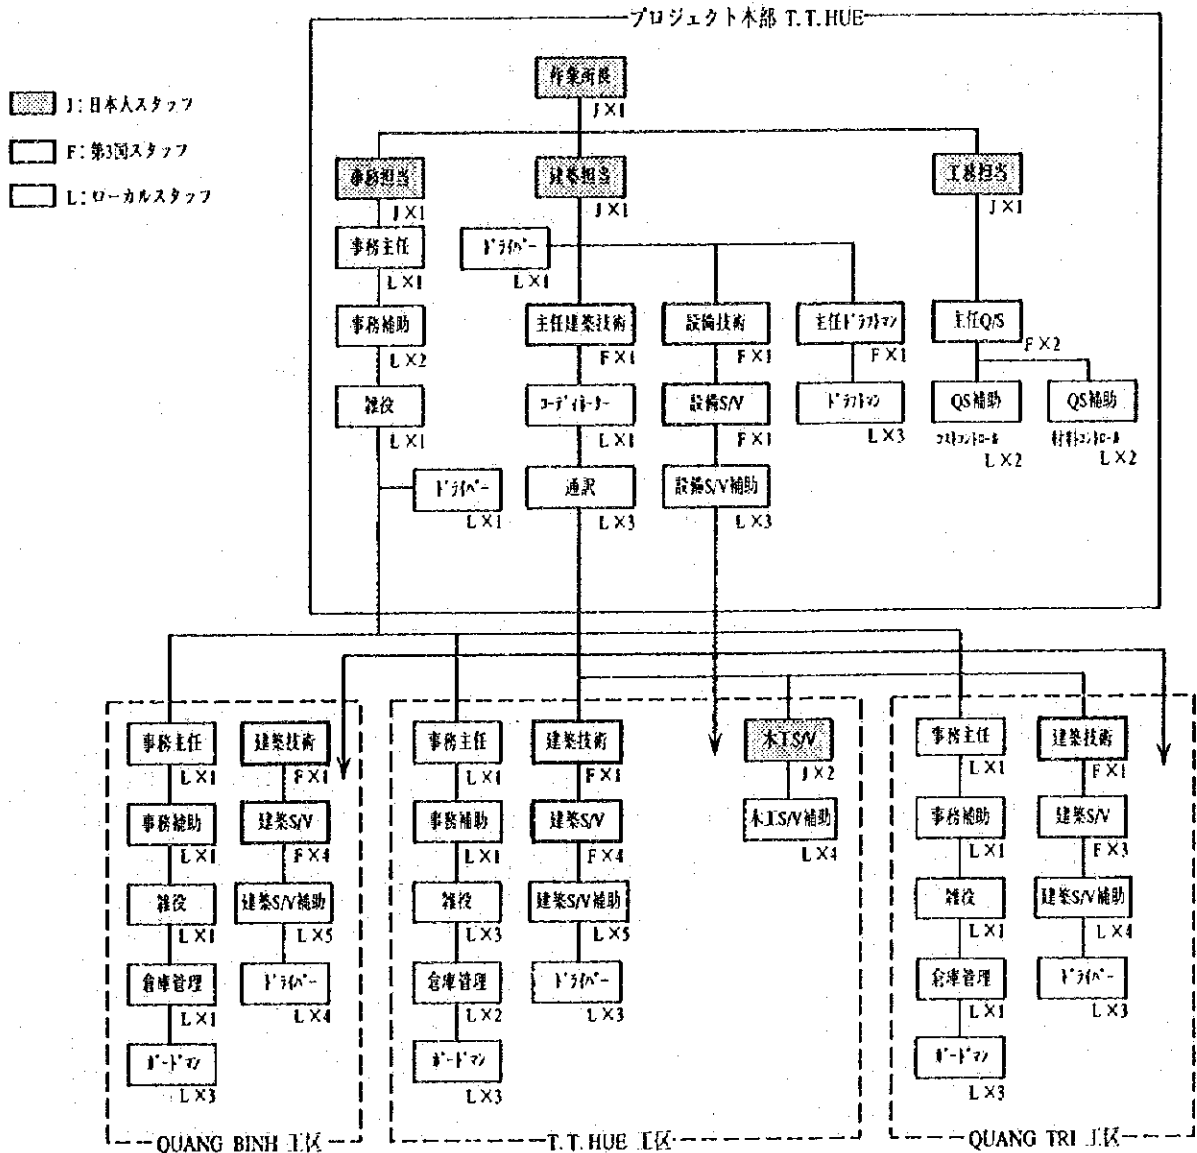 プロジェクト本部 T.T.HUE
作業所長
J×1
J:日本人スタッフ
F:第3国スタッフ
L:ローカルスタッフ
事務担当
J×1
建築担当
J×1
工務担当
J×1
事務主任
L×1
ドライバー
L×1
事務補助
L×2
主任建築技術
F×1
設備技術
F×1
主任ドラフトマン
F×1
主任Q/S
F×2
雑役
L×1
コーディネーター
L×1
設備S/V
F×1
ドラフトマン
L×3
QS補助
コストコントロール
L×2
QS補助
材料コントロール
L×2
ドライバー
L×1
通訳
L×3
設備S/V補助
L×3
事務主任
L×1
建築技術
F×1
事務補助
L×1
建築S/V
F×4
雑役
L×1
建築S/V補助
L×5
倉庫管理
L×1
ドライバー
L×4
ガードマン
L×3
QUANG BINH 工区
事務主任
L×1
建築技術
F×1
木工S/V
J×2
事務補助
L×1
建築S/V
F×4
木工S/V補助
L×4
雑役
L×3
建築S/V補助
L×5
倉庫管理
L×2
ドライバー
L×3
ガードマン
L×3
T.T.HUE 工区
事務主任
L×1
建築技術
F×1
事務補助
L×1
建築S/V
F×3
雑役
L×1
建築S/V補助
L×4
倉庫管理
L×1
ドライバー
L×3
ガードマン
L×3
QUANG TRI 工区